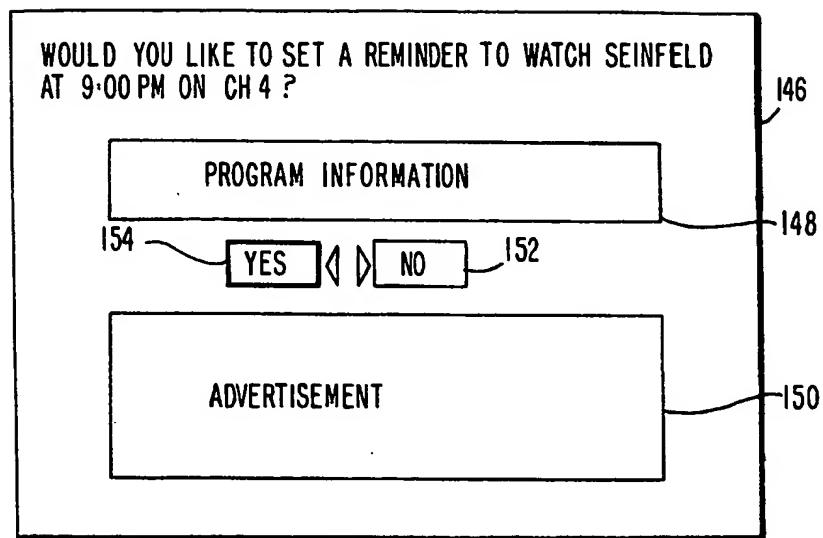 WOULD YOU LIKE TO SET A REMINDER TO WATCH SEINFELD
AT 9:00 PM ON CH 4 ?
146
PROGRAM INFORMATION
148
154
YES
NO
152
ADVERTISEMENT
150